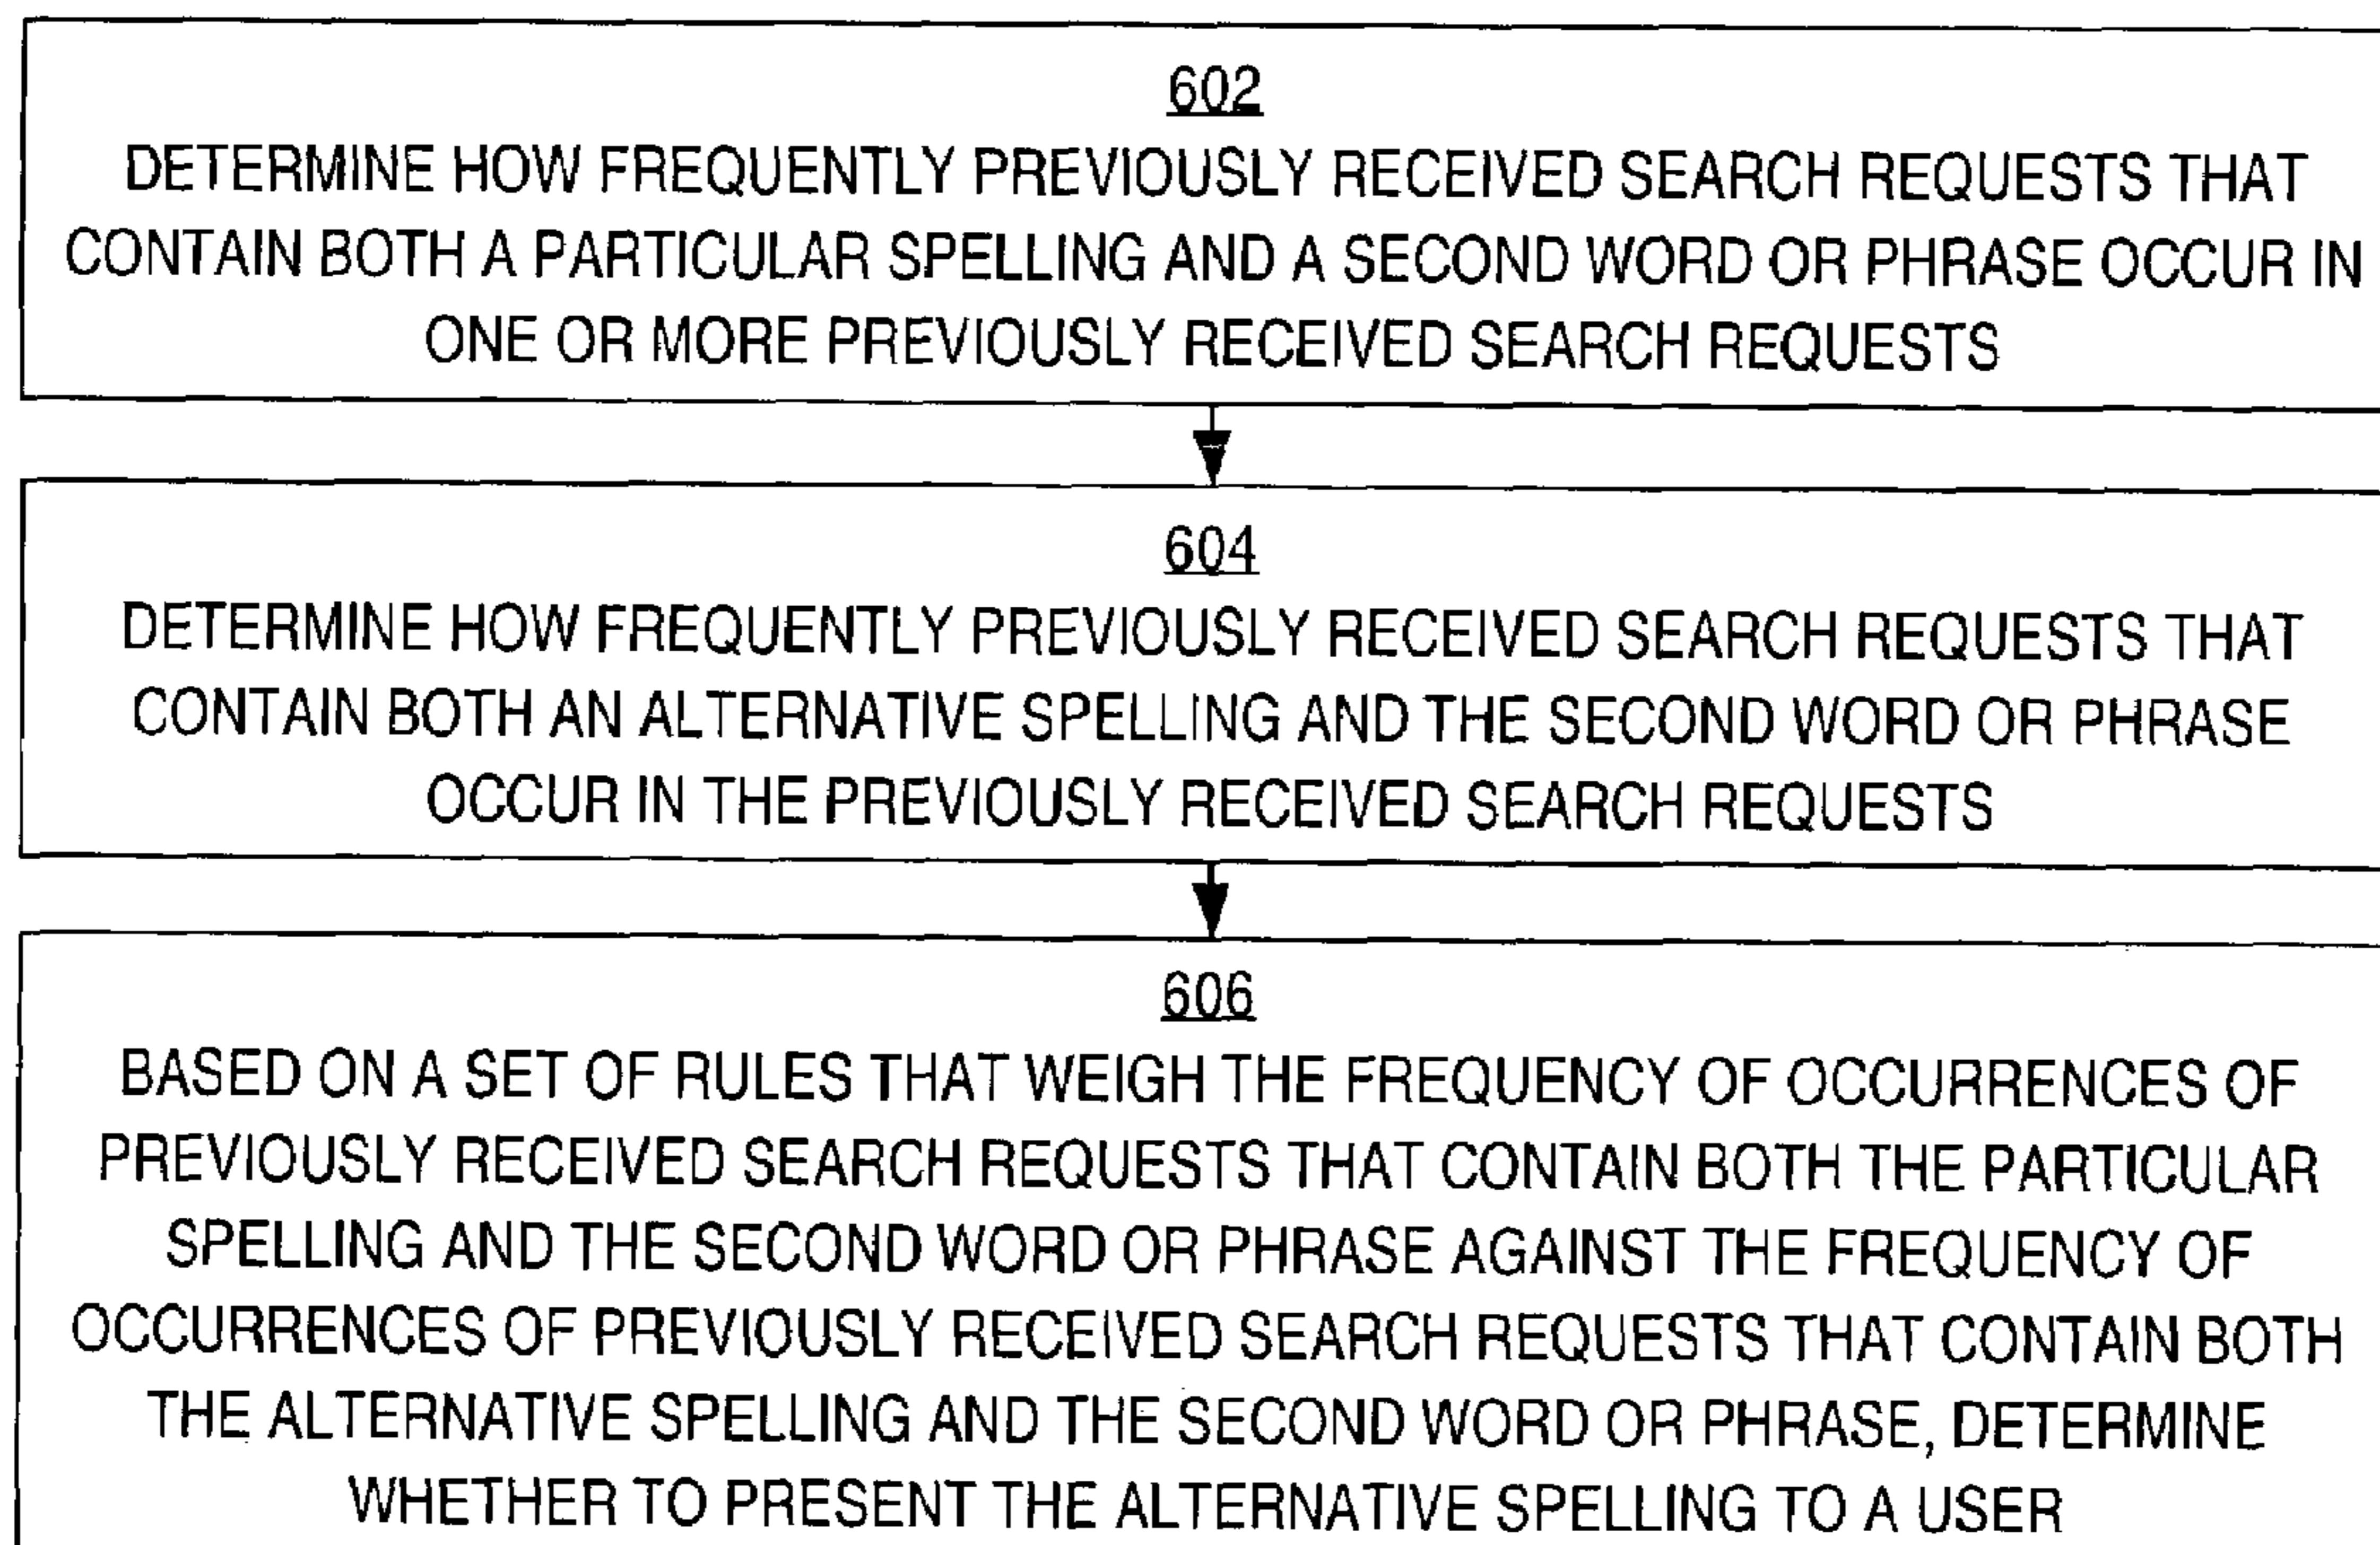 602
DETERMINE HOW FREQUENTLY PREVIOUSLY RECEIVED SEARCH REQUESTS THAT
CONTAIN BOTH A PARTICULAR SPELLING AND A SECOND WORD OR PHRASE OCCUR IN
ONE OR MORE PREVIOUSLY RECEIVED SEARCH REQUESTS
604
DETERMINE HOW FREQUENTLY PREVIOUSLY RECEIVED SEARCH REQUESTS THAT
CONTAIN BOTH AN ALTERNATIVE SPELLING AND THE SECOND WORD OR PHRASE
OCCUR IN THE PREVIOUSLY RECEIVED SEARCH REQUESTS
606
BASED ON A SET OF RULES THAT WEIGH THE FREQUENCY OF OCCURRENCES OF
PREVIOUSLY RECEIVED SEARCH REQUESTS THAT CONTAIN BOTH THE PARTICULAR
SPELLING AND THE SECOND WORD OR PHRASE AGAINST THE FREQUENCY OF
OCCURRENCES OF PREVIOUSLY RECEIVED SEARCH REQUESTS THAT CONTAIN BOTH
THE ALTERNATIVE SPELLING AND THE SECOND WORD OR PHRASE, DETERMINE
WHETHER TO PRESENT THE ALTERNATIVE SPELLING TO A USER